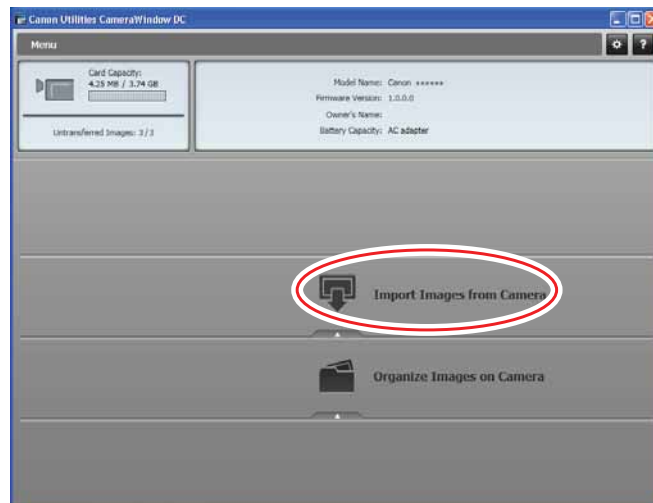 Canon Utilities CameraWindow DC
Menu
?
Card Capacity:
4.25 MB / 3.74 GB
Untransferred Images: 3/3
Model Name: Canon ******
Firmware Version: 1.0.0.0
Owner's Name:
Battery Capacity: AC adapter
Import Images from Camera
Organize Images on Camera